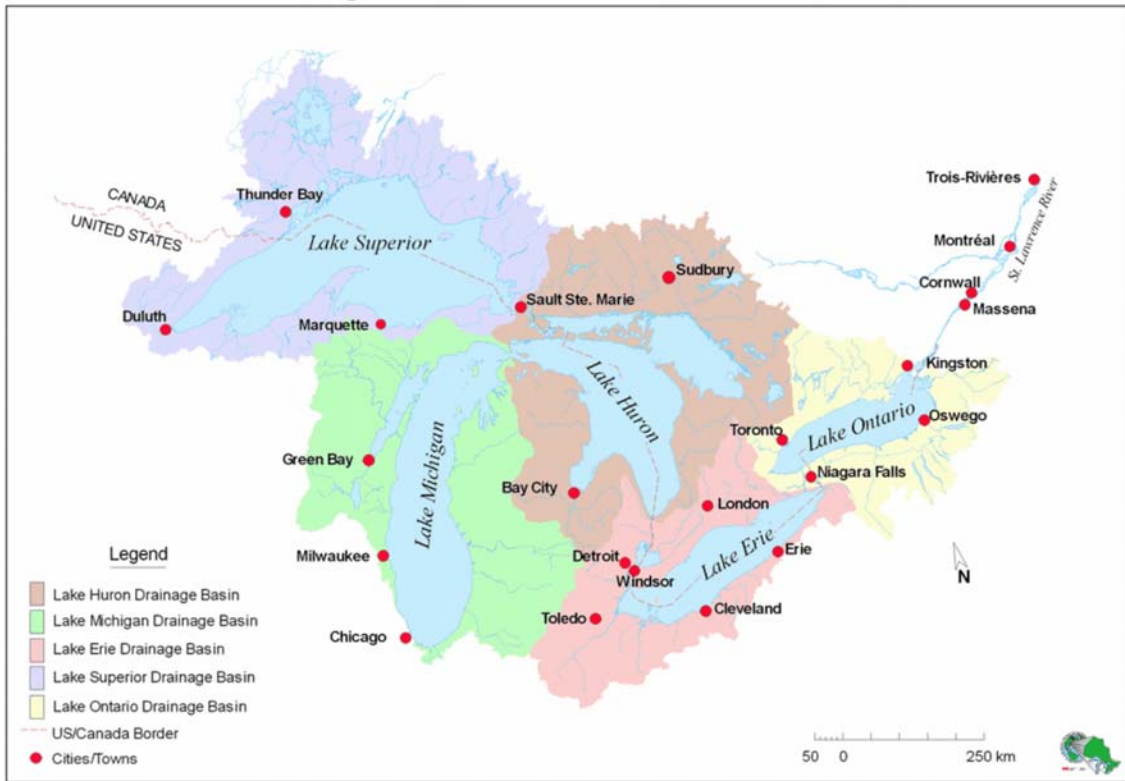 CANADA
UNITED STATES
Thunder Bay
Lake Superior
Duluth
Marquette
Sault Ste. Marie
Sudbury
Trois-Rivières
Montréal
St. Lawrence River
Cornwall
Massena
Kingston
Lake Huron
Lake Michigan
Toronto
Lake Ontario
Oswego
Green Bay
Niagara Falls
Bay City
London
Milwaukee
Detroit
Windsor
Lake Erie
Erie
Toledo
Cleveland
Chicago
N
Legend
Lake Huron Drainage Basin
Lake Michigan Drainage Basin
Lake Erie Drainage Basin
Lake Superior Drainage Basin
Lake Ontario Drainage Basin
US/Canada Border
Cities/Towns
50 0 250 km